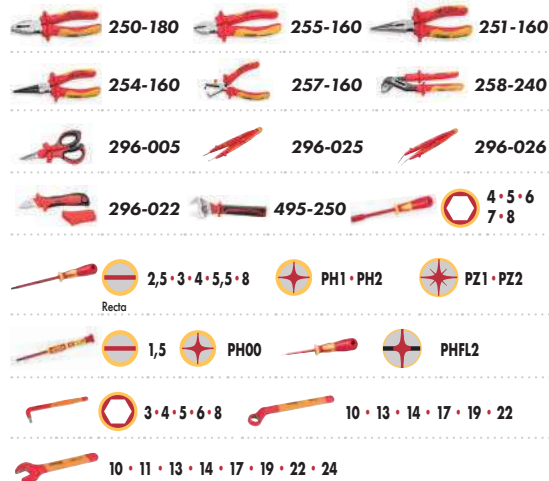 250-180 255-160 251-160
254-160 257-160 258-240
296-005 296-025 296-026
296-022 495-250 4 • 5 • 6
7 • 8
2,5 • 3 • 4 • 5,5 • 8 PH1 • PH2 PZ1 • PZ2
Recta
1,5 PH00 PHFL2
3 • 4 • 5 • 6 • 8 10 • 13 • 14 • 17 • 19 • 22
10 • 11 • 13 • 14 • 17 • 19 • 22 • 24